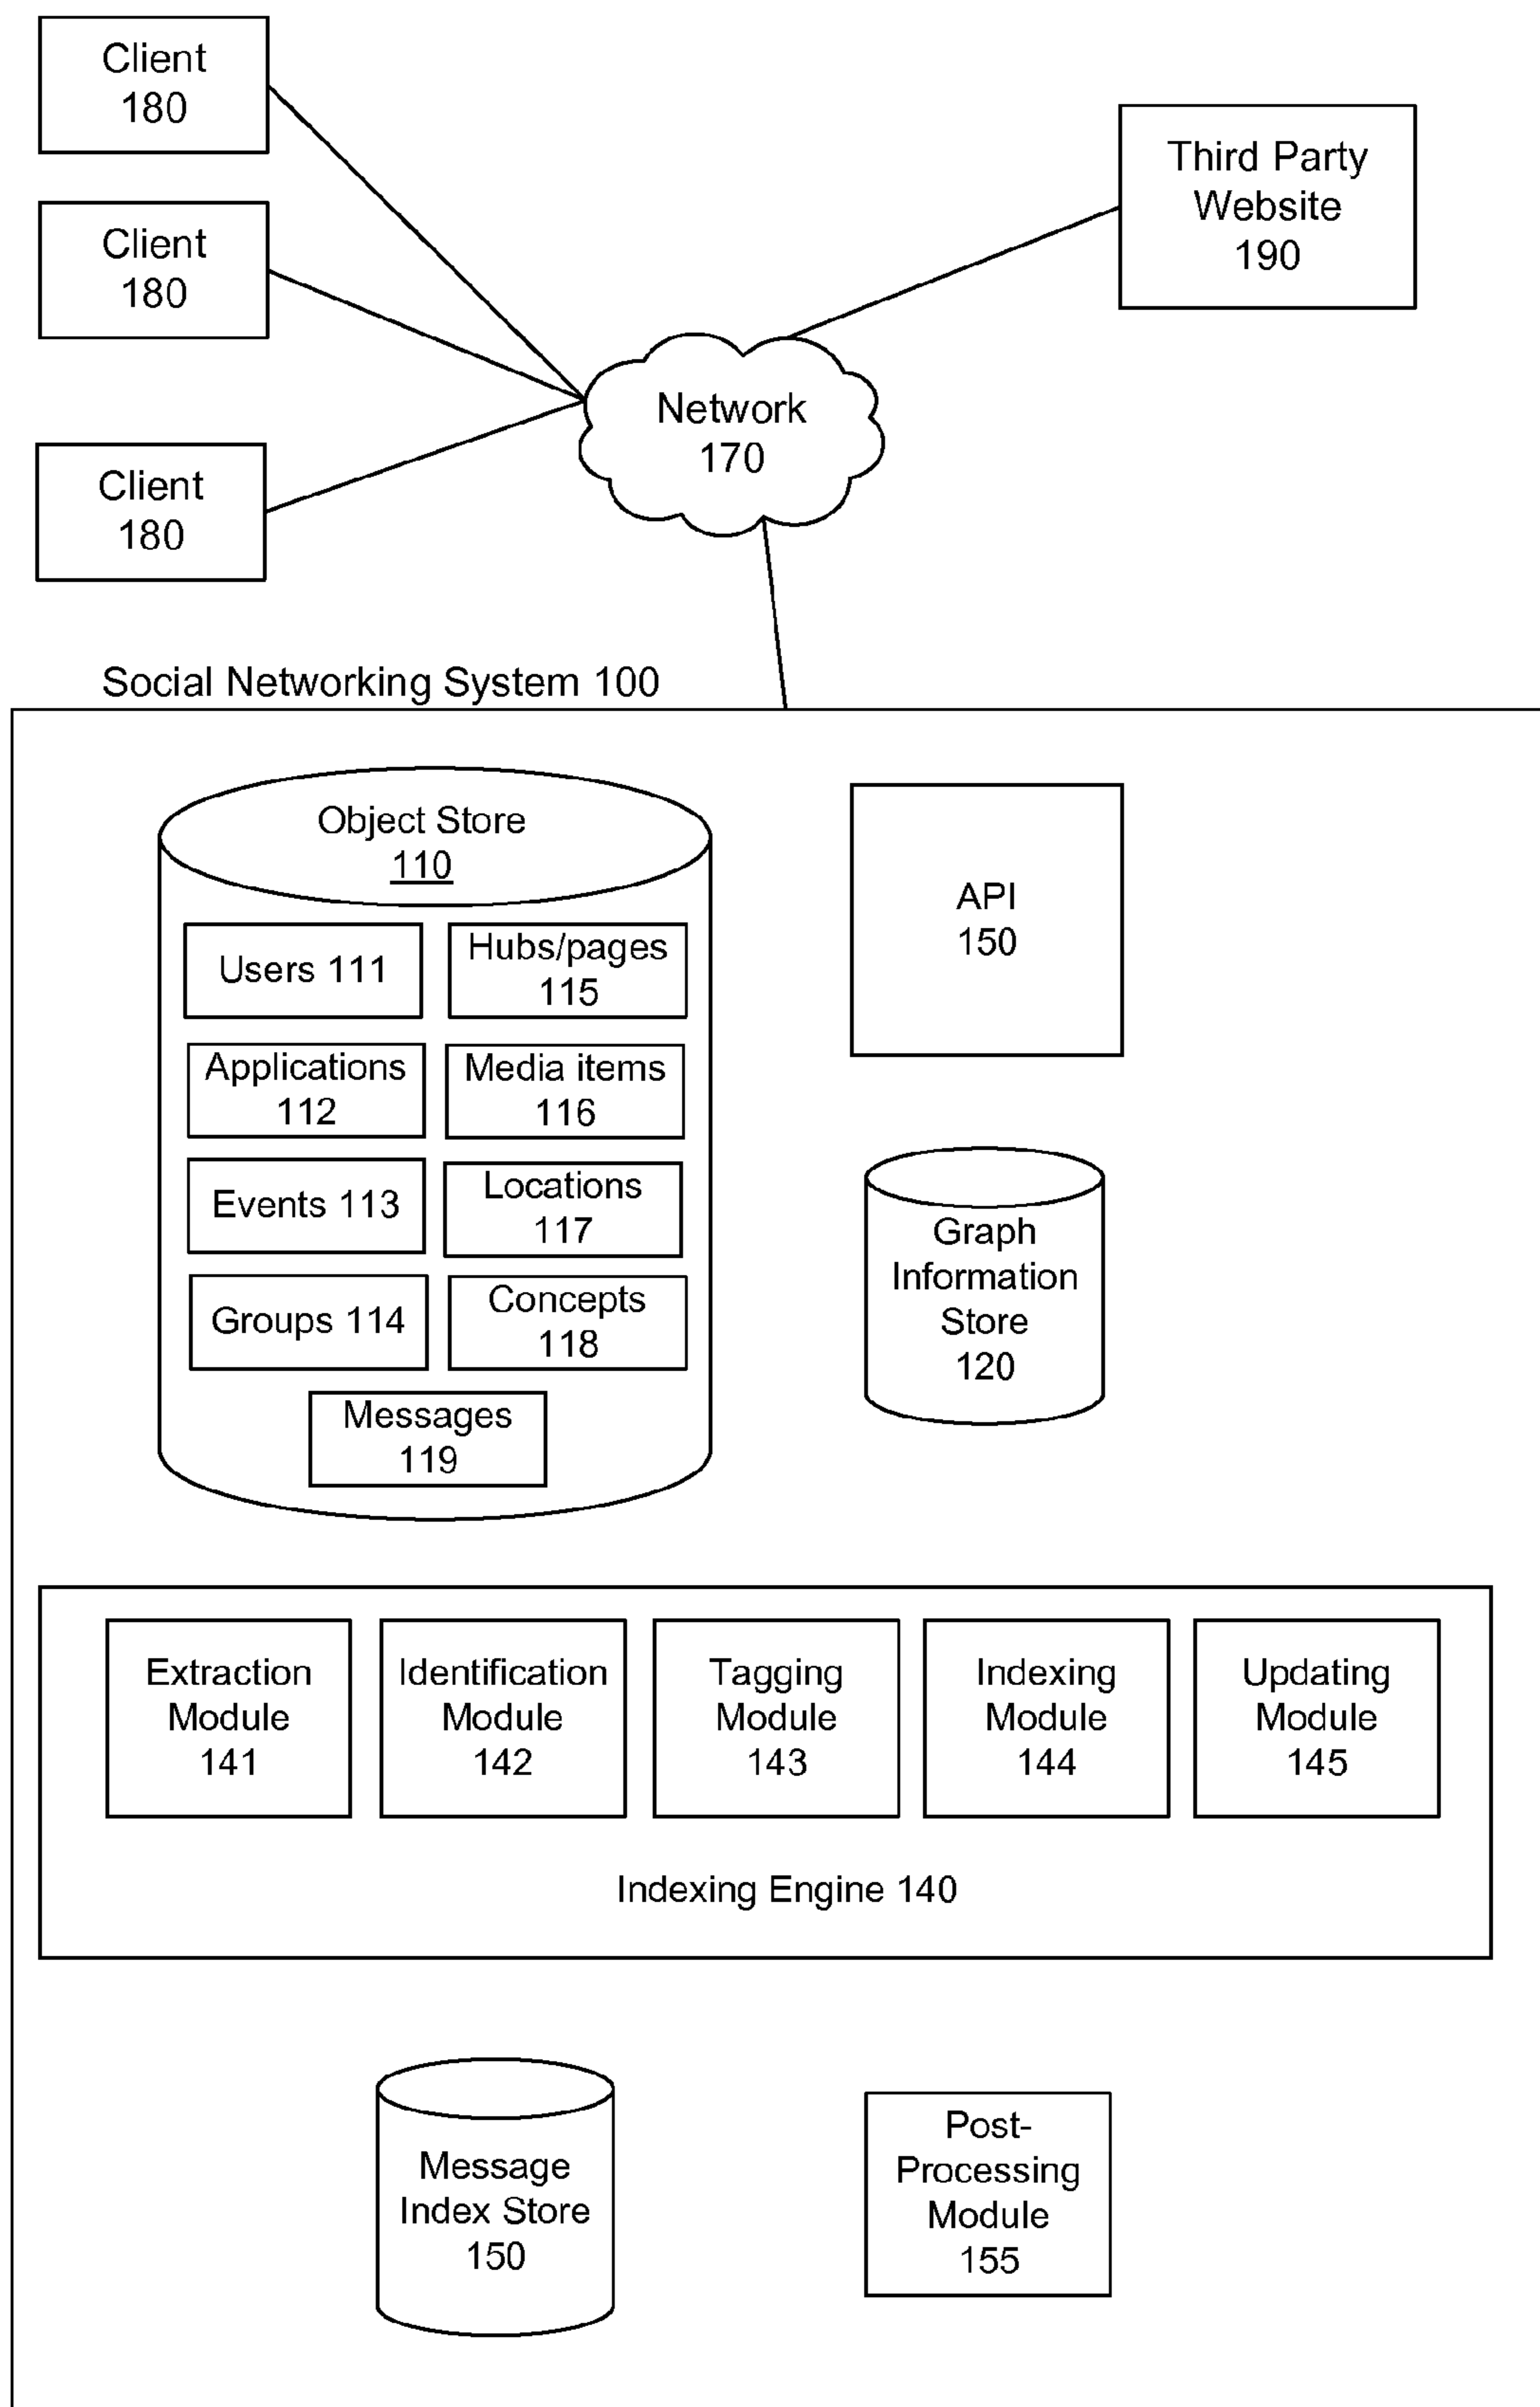 Client
180
Client
180
Client
180
Third Party
Website
190
Network
170
Social Networking System 100
Object Store
110
Users 111
Hubs/pages
115
Applications
112
Media items
116
Events 113
Locations
117
Groups 114
Concepts
118
Messages
119
API
150
Graph
Information
Store
120
Extraction
Module
141
Identification
Module
142
Tagging
Module
143
Indexing
Module
144
Updating
Module
145
Indexing Engine 140
Message
Index Store
150
Post-
Processing
Module
155